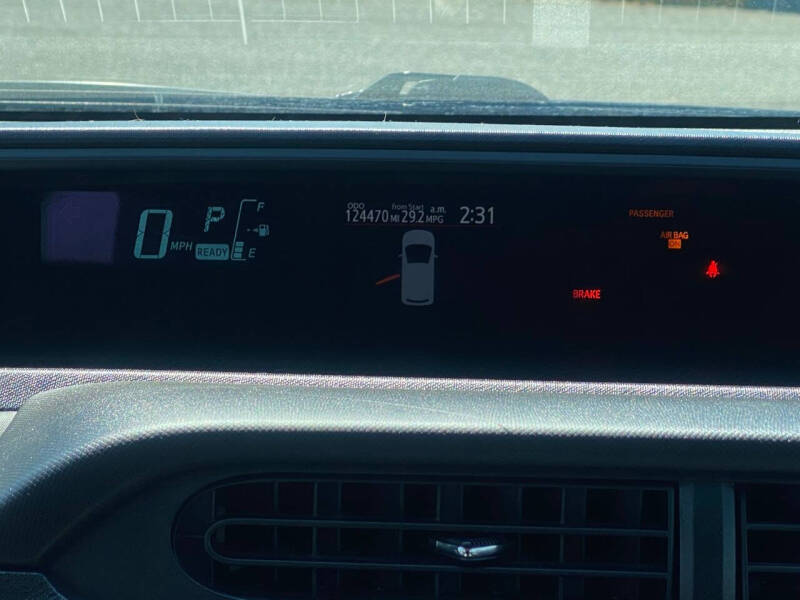 0 MPH
P
READY
F
E
ODO from Start a.m.
124470 MI 29.2 MPG 2:31
PASSENGER
AIR BAG
ON
BRAKE